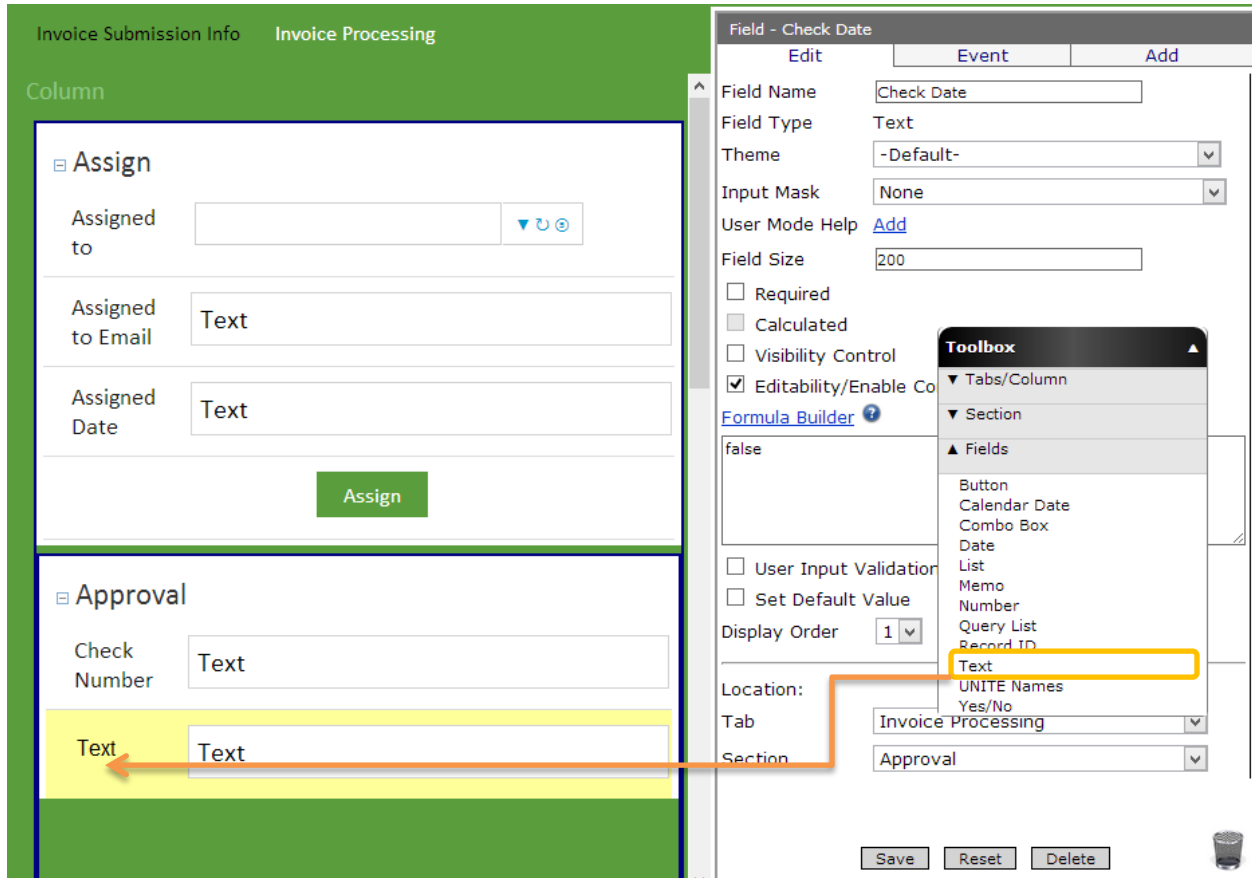 Invoice Submission Info Invoice Processing
Column
Assign
Assigned
to
Assigned
to Email
Text
Assigned
Date
Text
Assign
Approval
Check
Number
Text
Text
Text
Field - Check Date
Edit Event Add
Field Name Check Date
Field Type Text
Theme -Default-
Input Mask None
User Mode Help Add
Field Size 200
Required
Calculated
Visibility Control
Editability/Enable Co
Formula Builder ?
false
User Input Validation
Set Default Value
Display Order 1
Location:
Tab Invoice Processing
Section Approval
Save Reset Delete
Toolbox
Tabs/Column
Section
Fields
Button
Calendar Date
Combo Box
Date
List
Memo
Number
Query List
Record ID
Text
UNITE Names
Yes/No